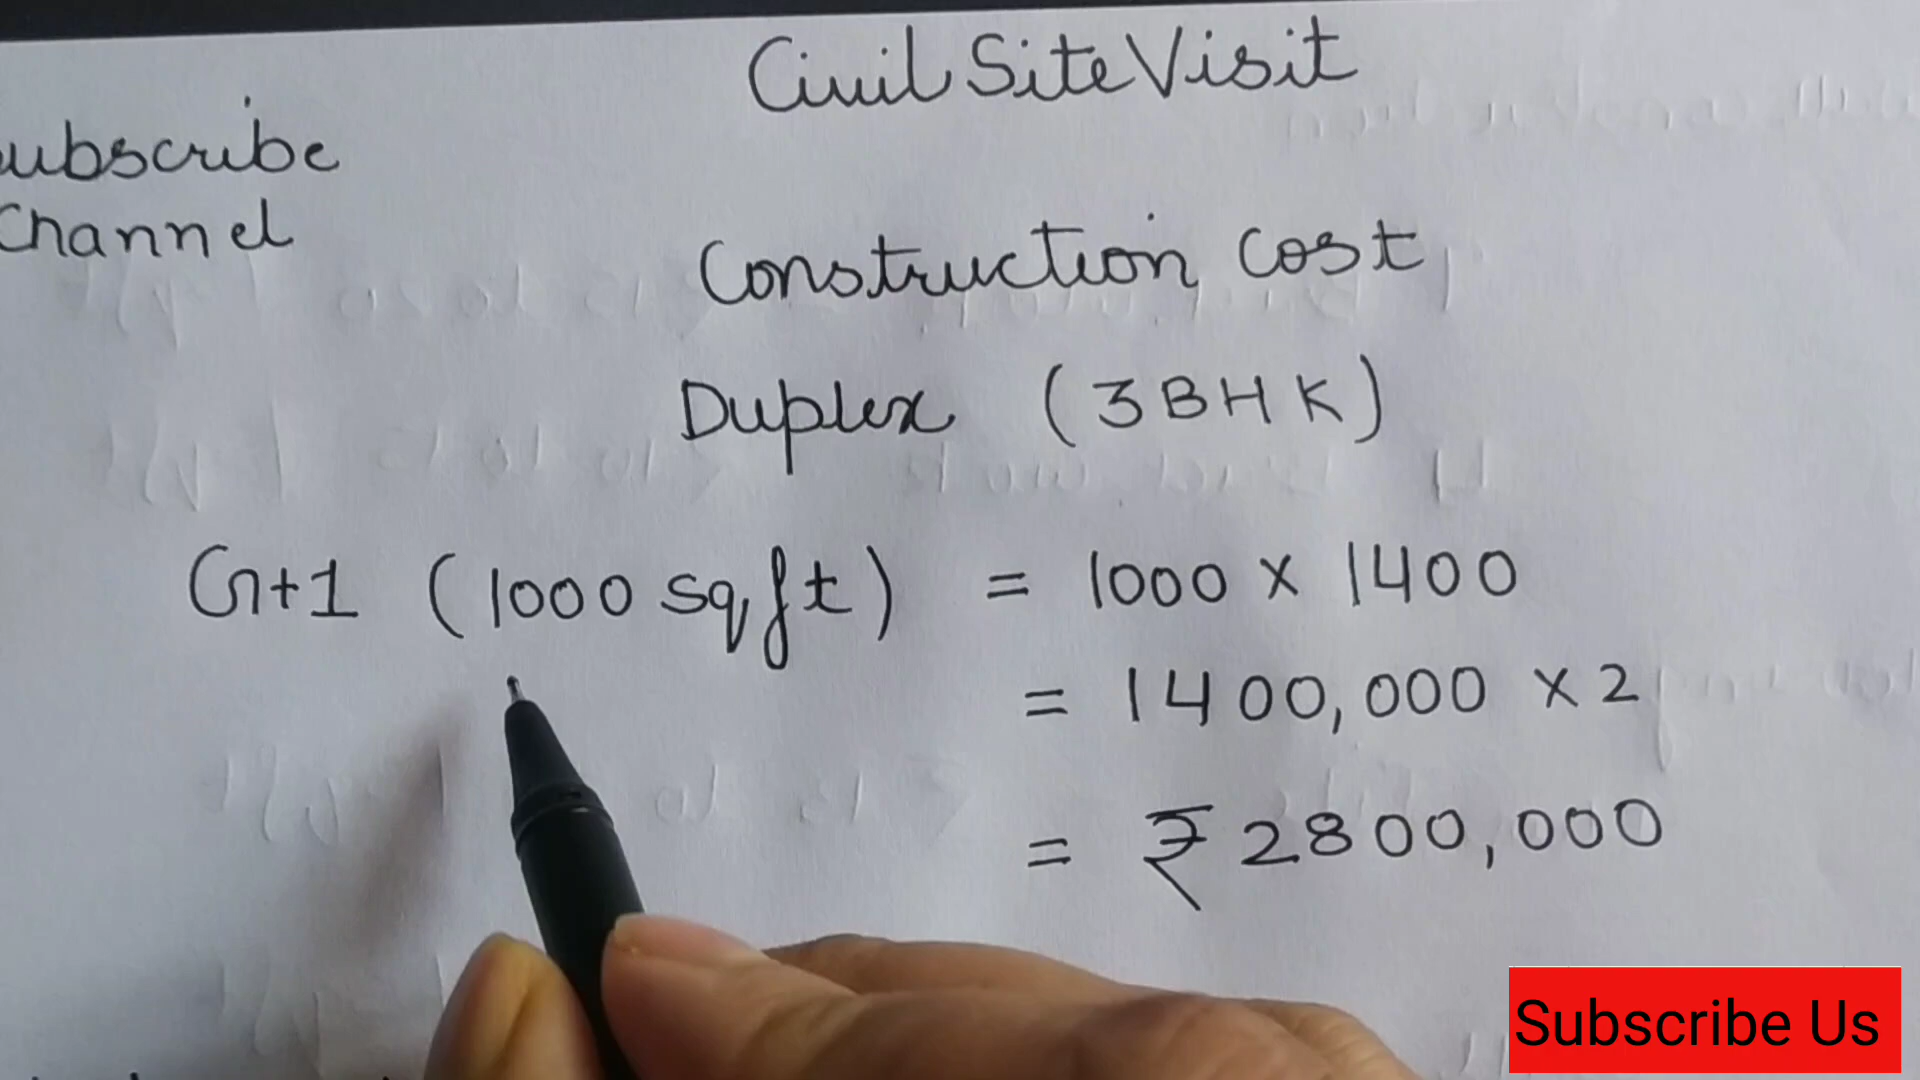 Civil Site Visit
ubscribe
Channel
Construction Cost
Duplex (3BHK)
G+1 (1000 sqft) = 1000 x 1400
= 1400,000 x 2
= ₹ 2800,000
Subscribe Us